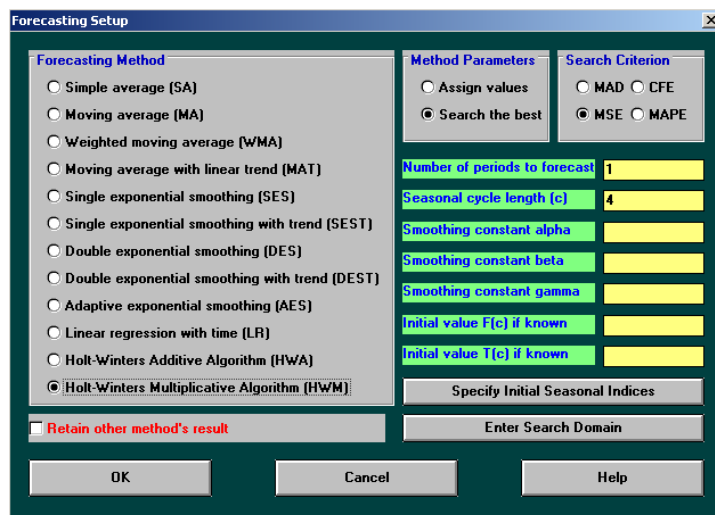 Forecasting Setup
Forecasting Method
Simple average (SA)
Moving average (MA)
Weighted moving average (WMA)
Moving average with linear trend (MAT)
Single exponential smoothing (SES)
Single exponential smoothing with trend (SEST)
Double exponential smoothing (DES)
Double exponential smoothing with trend (DEST)
Adaptive exponential smoothing (AES)
Linear regression with time (LR)
Holt-Winters Additive Algorithm (HWA)
Holt-Winters Multiplicative Algorithm (HWM)
Retain other method's result
Method Parameters
Assign values
Search the best
Search Criterion
MAD CFE
MSE MAPE
Number of periods to forecast 1
Seasonal cycle length (c) 4
Smoothing constant alpha
Smoothing constant beta
Smoothing constant gamma
Initial value F(c) if known
Initial value T(c) if known
Specify Initial Seasonal Indices
Enter Search Domain
OK Cancel Help